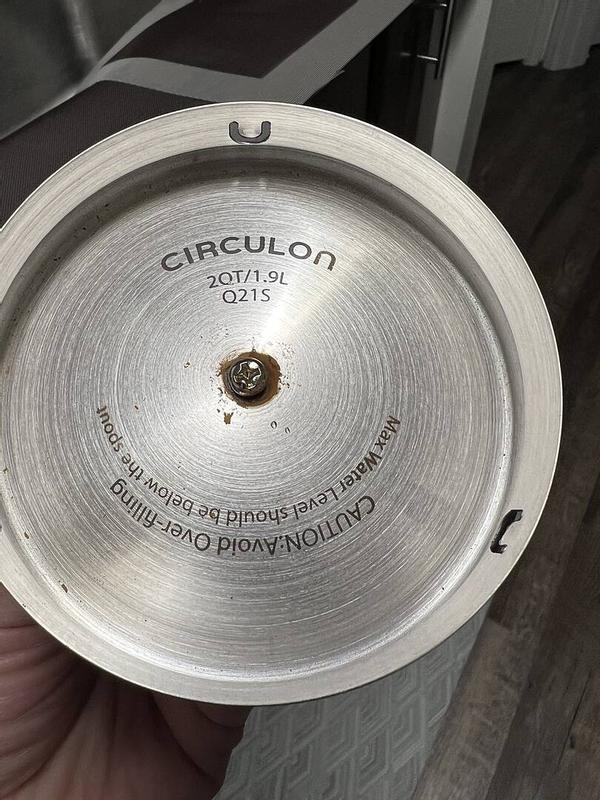 CIRCULON
2QT/1.9L
Q21S
CAUTION:Avoid Over-filling
Max Water Level should be below the spout